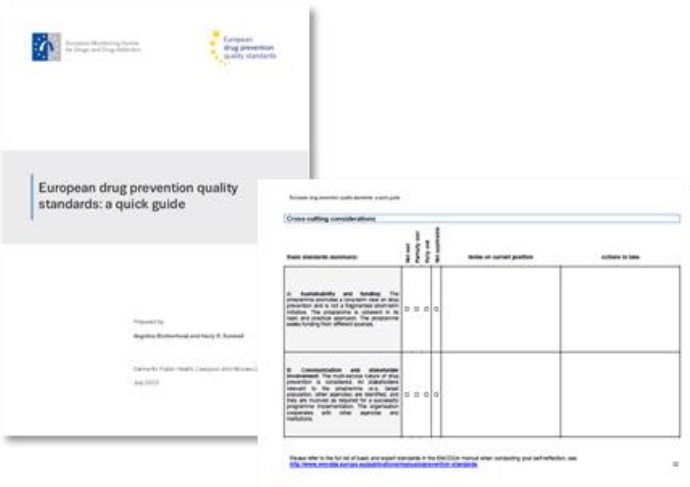 European Monitoring Centre
for Drugs and Drug Addiction
European
drug prevention
quality standards
European drug prevention quality
standards: a quick guide
Prepared by
Angelina Brotherhood and Harry R. Sumnall
Centre for Public Health, Liverpool John Moores
July 2013
European drug prevention quality standards: a quick guide
Cross-cutting considerations
Basic standards summary:
Not met
Partially met
Fully met
Not applicable
Notes on current position
Actions to take
A: Sustainability and funding: The
programme promotes a long-term view on drug
prevention and is not a fragmented short-term
initiative. The programme is coherent in its
logic and practical approach. The programme
seeks funding from different sources.
B: Communication and stakeholder
involvement: The multi-service nature of drug
prevention is considered. All stakeholders
relevant to the programme (e.g. target
population, other agencies) are identified, and
they are involved as required for a successful
programme implementation. The organisation
cooperates with other agencies and
institutions.
Please refer to the full list of basic and expert standards in the EMCDDA manual when conducting your self-reflection, see:
http://www.emcdda.europa.eu/publications/manuals/prevention-standards